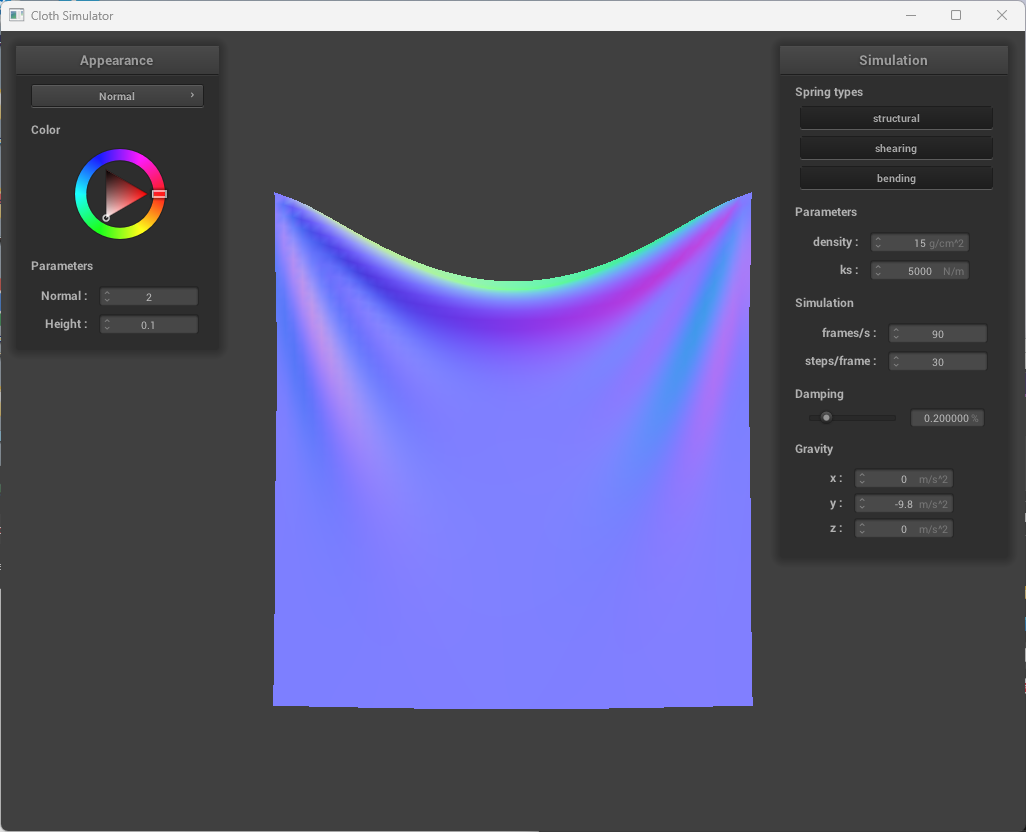 Cloth Simulator
Appearance
Normal
Color
Parameters
Normal : 2
Height : 0.1
Simulation
Spring types
structural
shearing
bending
Parameters
density : 15 g/cm^2
ks : 5000 N/m
Simulation
frames/s : 90
steps/frame : 30
Damping
0.200000 %
Gravity
x : 0 m/s^2
y : -9.8 m/s^2
z : 0 m/s^2